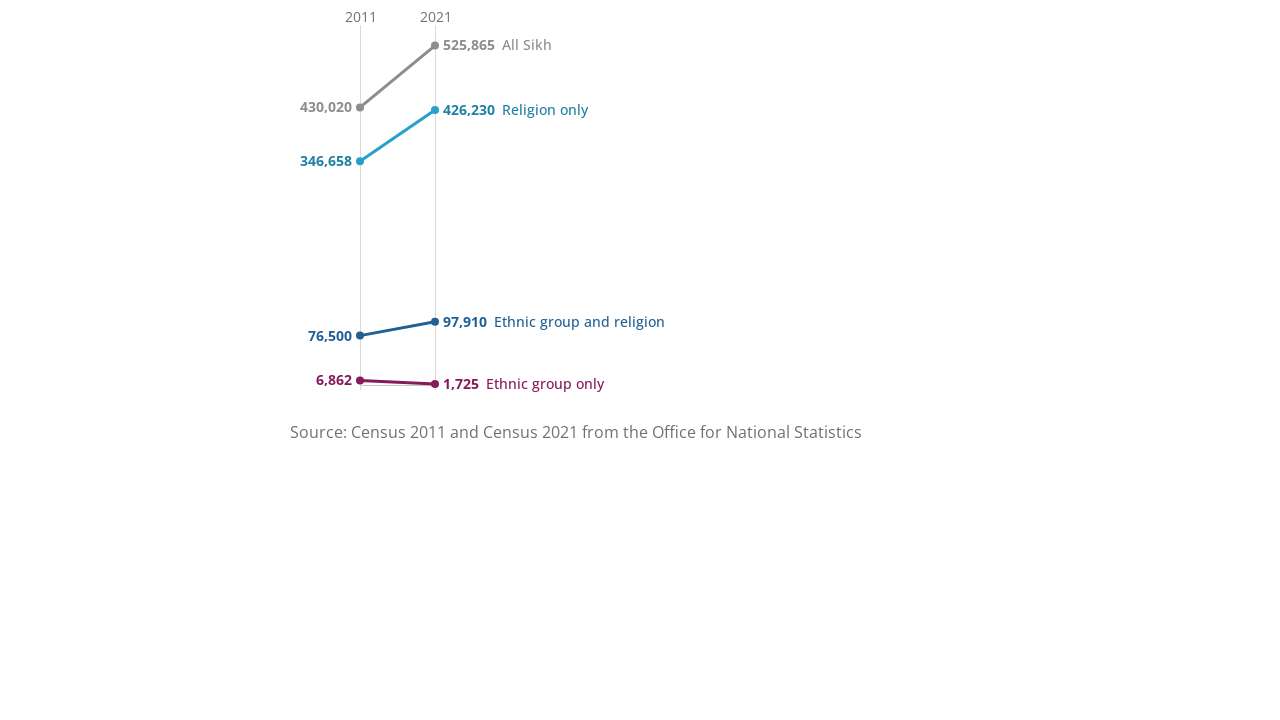 2011 2021
525,865 All Sikh
430,020
426,230 Religion only
346,658
97,910 Ethnic group and religion
76,500
6,862
1,725 Ethnic group only
Source: Census 2011 and Census 2021 from the Office for National Statistics